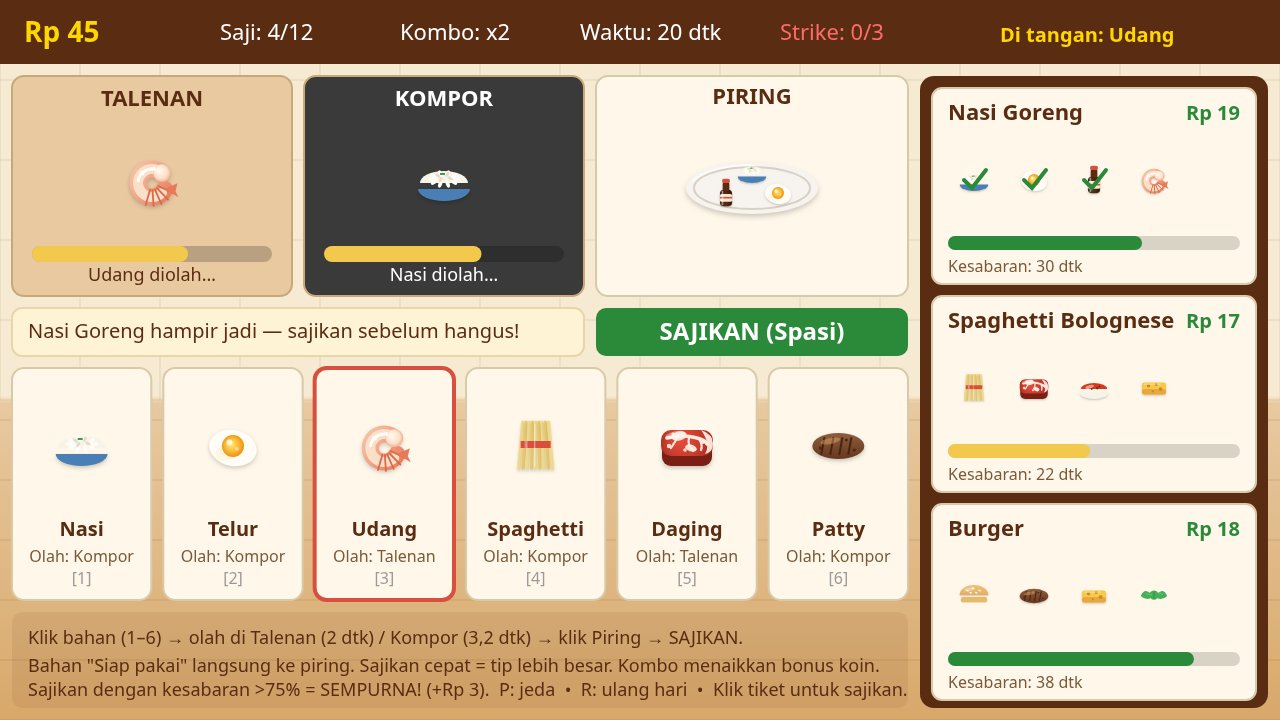 Rp 45
Saji: 4/12
Kombo: x2
Waktu: 20 dtk
Strike: 0/3
Di tangan: Udang
TALENAN
Udang diolah...
KOMPOR
Nasi diolah...
PIRING
Nasi Goreng hampir jadi — sajikan sebelum hangus!
SAJIKAN (Spasi)
Nasi
Olah: Kompor
[1]
Telur
Olah: Kompor
[2]
Udang
Olah: Talenan
[3]
Spaghetti
Olah: Kompor
[4]
Daging
Olah: Talenan
[5]
Patty
Olah: Kompor
[6]
Klik bahan (1–6) → olah di Talenan (2 dtk) / Kompor (3,2 dtk) → klik Piring → SAJIKAN.
Bahan "Siap pakai" langsung ke piring. Sajikan cepat = tip lebih besar. Kombo menaikkan bonus koin.
Sajikan dengan kesabaran >75% = SEMPURNA! (+Rp 3).  P: jeda  •  R: ulang hari  •  Klik tiket untuk sajikan.
Nasi Goreng Rp 19
Kesabaran: 30 dtk
Spaghetti Bolognese Rp 17
Kesabaran: 22 dtk
Burger Rp 18
Kesabaran: 38 dtk